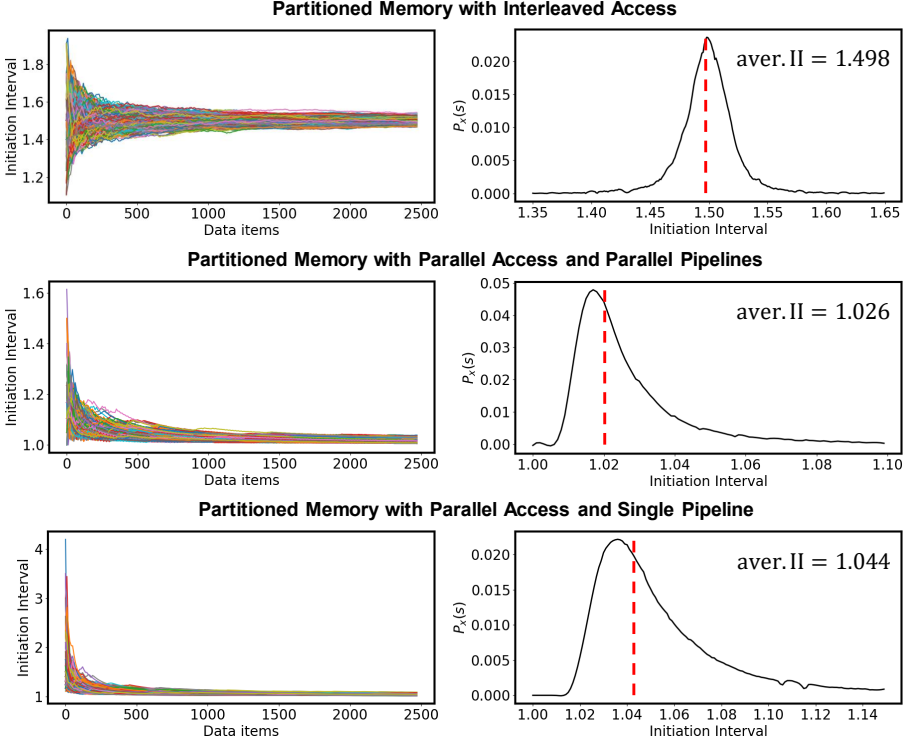 Partitioned Memory with Interleaved Access
Initiation Interval
1.8
1.6
1.4
1.2
0 500 1000 1500 2000 2500
Data items
P_x(s)
0.020
0.015
0.010
0.005
0.000
aver. II = 1.498
1.35 1.40 1.45 1.50 1.55 1.60 1.65
Initiation Interval
Partitioned Memory with Parallel Access and Parallel Pipelines
Initiation Interval
1.6
1.4
1.2
1.0
0 500 1000 1500 2000 2500
Data items
P_x(s)
0.05
0.04
0.03
0.02
0.01
0.00
aver. II = 1.026
1.00 1.02 1.04 1.06 1.08 1.10
Initiation Interval
Partitioned Memory with Parallel Access and Single Pipeline
Initiation Interval
4
3
2
1
0 500 1000 1500 2000 2500
Data items
P_x(s)
0.020
0.015
0.010
0.005
0.000
aver. II = 1.044
1.00 1.02 1.04 1.06 1.08 1.10 1.12 1.14
Initiation Interval